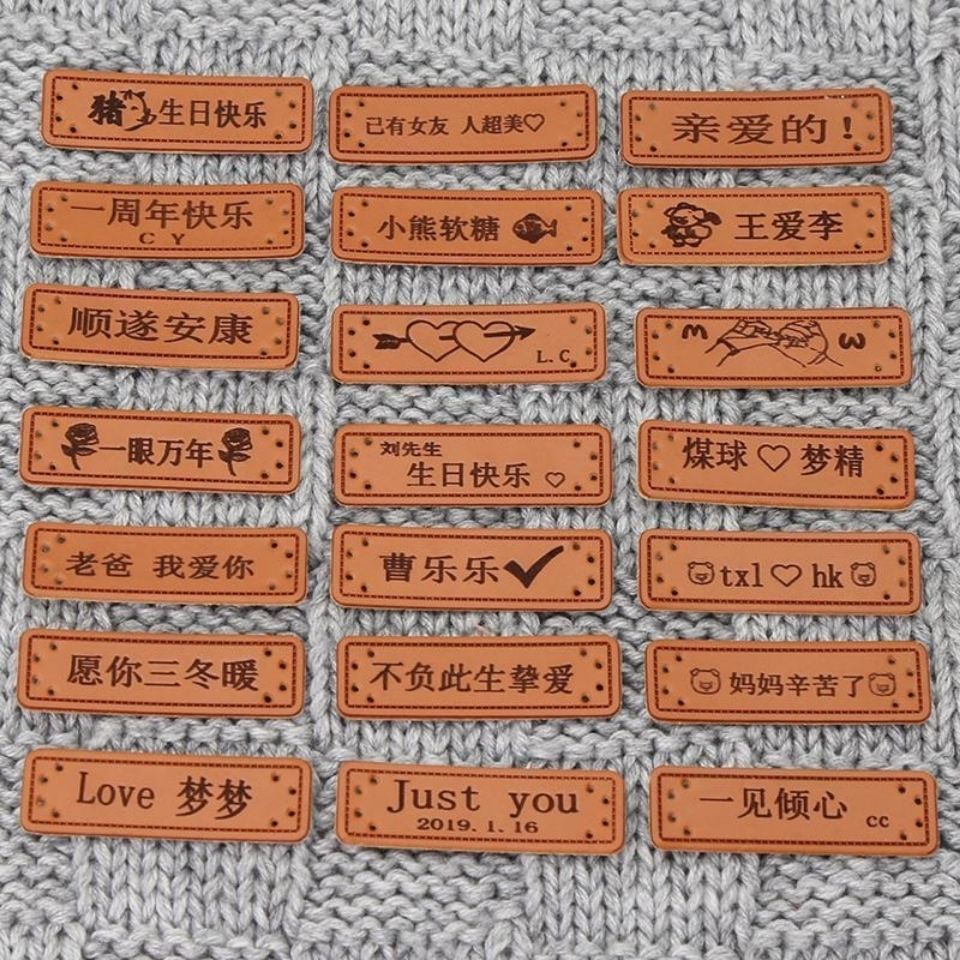 猪生日快乐
己有女友 人超美♡
亲爱的！
一周年快乐
C Y
小熊软糖
王爱李
顺遂安康
L.C
一眼万年
刘先生
生日快乐 ♡
煤球♡梦精
老爸 我爱你
曹乐乐✓
txl♡hk
愿你三冬暖
不负此生挚爱
妈妈辛苦了
Love 梦梦
Just you
2019.1.16
一见倾心 cc